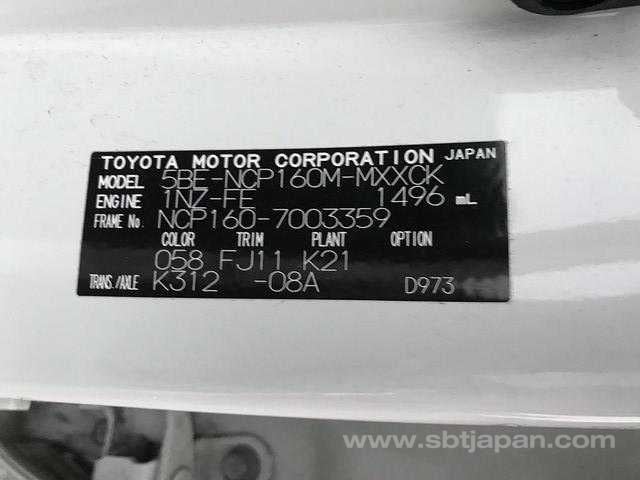 TOYOTA MOTOR CORPORATION JAPAN
MODEL 5BE-NCP160M-MXXCK
ENGINE 1NZ-FE 1496 mL
FRAME No. NCP160-7003359
COLOR TRIM PLANT OPTION
058 FJ11 K21
TRANS./AXLE K312 -08A D973
www.sbtjapan.com